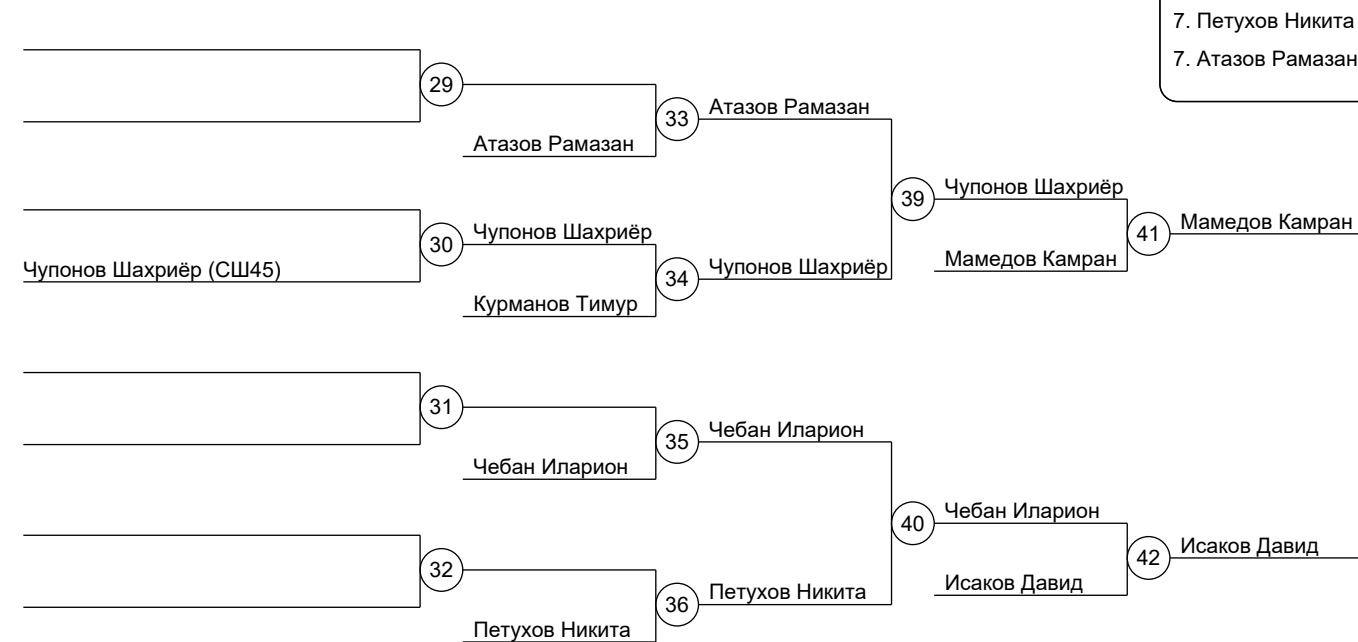 7. Петухов Никита
7. Атазов Рамазан
29
33
Атазов Рамазан
Атазов Рамазан
39
Чупонов Шахриёр
30
Чупонов Шахриёр
41
Мамедов Камран
Чупонов Шахриёр (СШ45)
34
Чупонов Шахриёр
Мамедов Камран
Курманов Тимур
31
35
Чебан Иларион
Чебан Иларион
40
Чебан Иларион
32
42
Исаков Давид
36
Петухов Никита
Исаков Давид
Петухов Никита